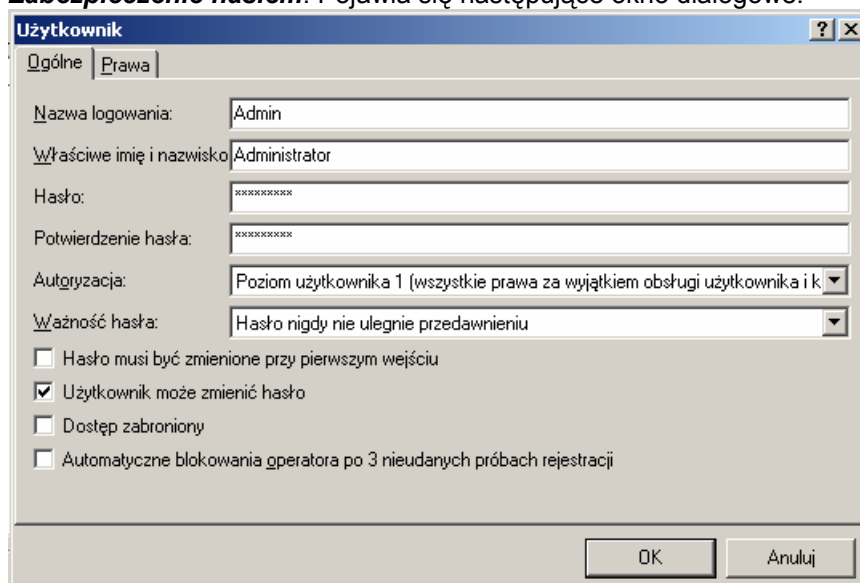 Zabezpieczenie hasłem. Pojawia się następujące okno dialogowe:
Użytkownik
Ogólne Prawa
Nazwa logowania: Admin
Właściwe imię i nazwisko Administrator
Hasło: *********
Potwierdzenie hasła: *********
Autoryzacja: Poziom użytkownika 1 (wszystkie prawa za wyjątkiem obsługi użytkownika i k
Ważność hasła: Hasło nigdy nie ulegnie przedawnieniu
Hasło musi być zmienione przy pierwszym wejściu
Użytkownik może zmienić hasło
Dostęp zabroniony
Automatyczne blokowania operatora po 3 nieudanych próbach rejestracji
OK Anuluj